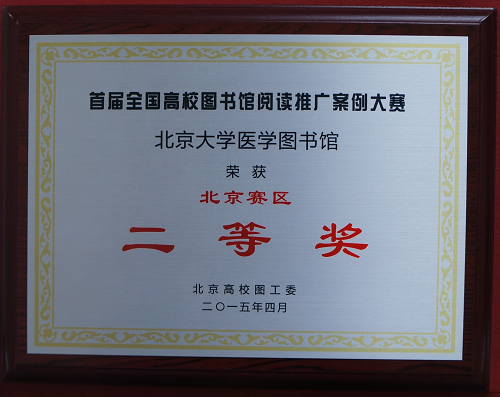 首届全国高校图书馆阅读推广案例大赛
北京大学医学图书馆
荣获
北京赛区
二等奖
北京高校图工委
二〇一五年四月